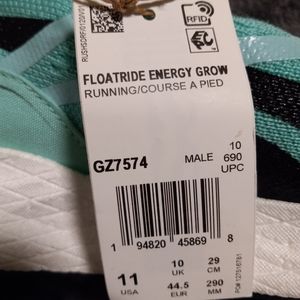 RFID
FLOATRIDE ENERGY GROW
RUNNING/COURSE A PIED
GZ7574
MALE
10
690
UPC
1 94820 45869 8
11
USA
10
UK
29
CM
44.5
EUR
290
MM